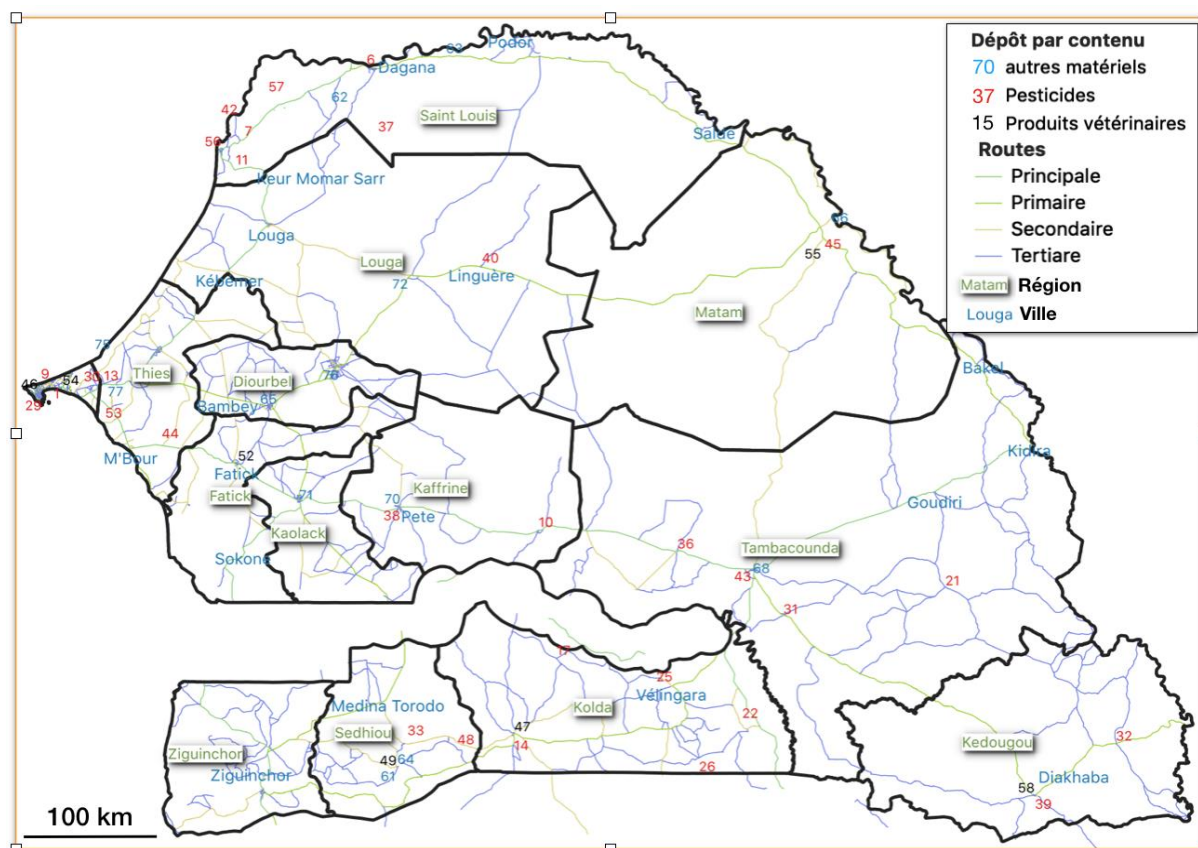 Dépôt par contenu
70 autres matériels
37 Pesticides
15 Produits vétérinaires
Routes
Principale
Primaire
Secondaire
Tertiaire
Matam Région
Louga Ville
Podor
6
Dagana
57
62
42
37
Saint Louis
7
Saldé
56
11
Keur Momar Sarr
Louga
45
55
40
Louga
Linguère
72
Kébémer
Matam
75
Bakel
9
54
30
13
Thies
Diourbel
46
1
77
65
29
53
Bambey
44
M'Bour
52
Fatick
Kidira
Fatick
71
70
Kaffrine
Goudiri
38
Pete
10
Kaolack
36
Tambacounda
Sokone
43
68
21
31
17
25
Vélingara
Medina Torodo
Kolda
22
Sedhiou
33
48
47
14
Ziguinchor
49
64
61
Ziguinchor
26
Kedougou
32
Diakhaba
58
39
100 km